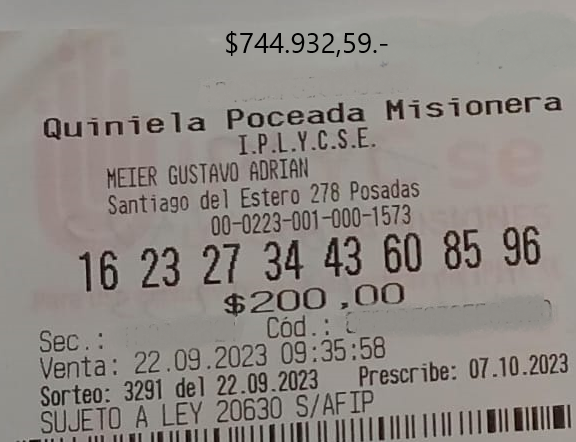 $744.932,59.-
Quiniela Poceada Misionera
I.P.L.Y.C.S.E.
MEIER GUSTAVO ADRIAN
Santiago del Estero 278 Posadas
00-0223-001-000-1573
16 23 27 34 43 60 85 96
$200,00
Sec.: Cód.:
Venta: 22.09.2023 09:35:58
Sorteo: 3291 del 22.09.2023 Prescribe: 07.10.2023
SUJETO A LEY 20630 S/AFIP